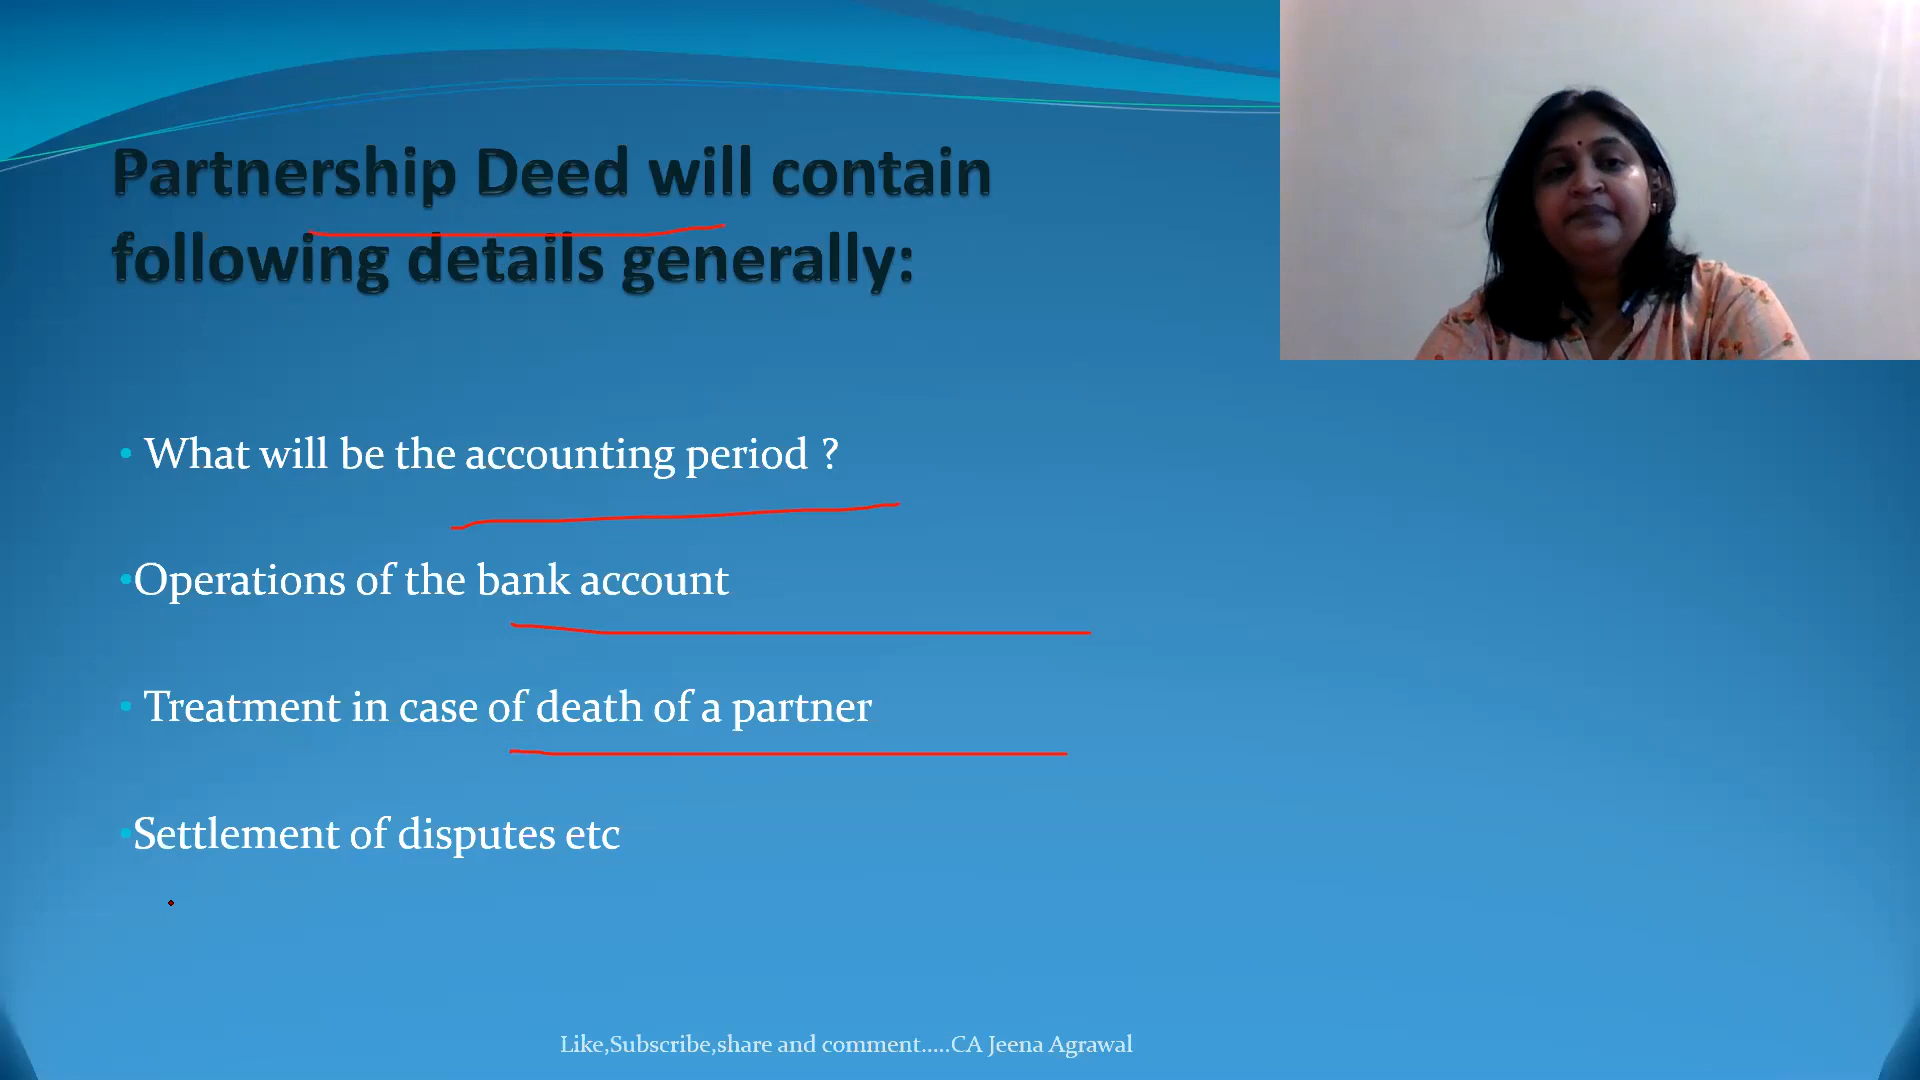 Partnership Deed will contain
following details generally:
• What will be the accounting period ?
•Operations of the bank account
• Treatment in case of death of a partner
•Settlement of disputes etc
Like,Subscribe,share and comment.....CA Jeena Agrawal